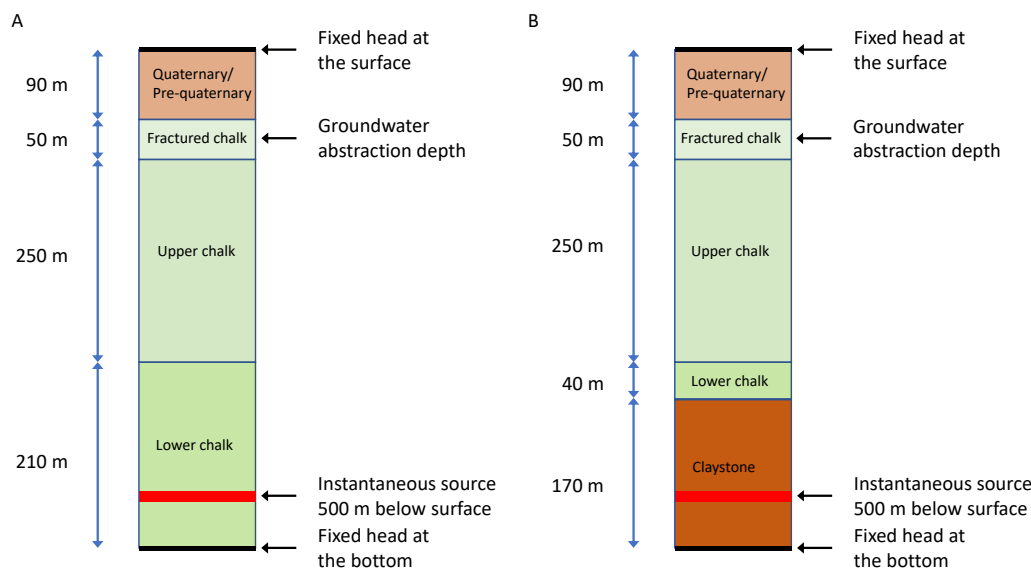 A
Fixed head at
the surface
90 m
Quaternary/
Pre-quaternary
50 m
Fractured chalk
Groundwater
abstraction depth
250 m
Upper chalk
210 m
Lower chalk
Instantaneous source
500 m below surface
Fixed head at
the bottom
B
Fixed head at
the surface
90 m
Quaternary/
Pre-quaternary
50 m
Fractured chalk
Groundwater
abstraction depth
250 m
Upper chalk
40 m
Lower chalk
170 m
Claystone
Instantaneous source
500 m below surface
Fixed head at
the bottom